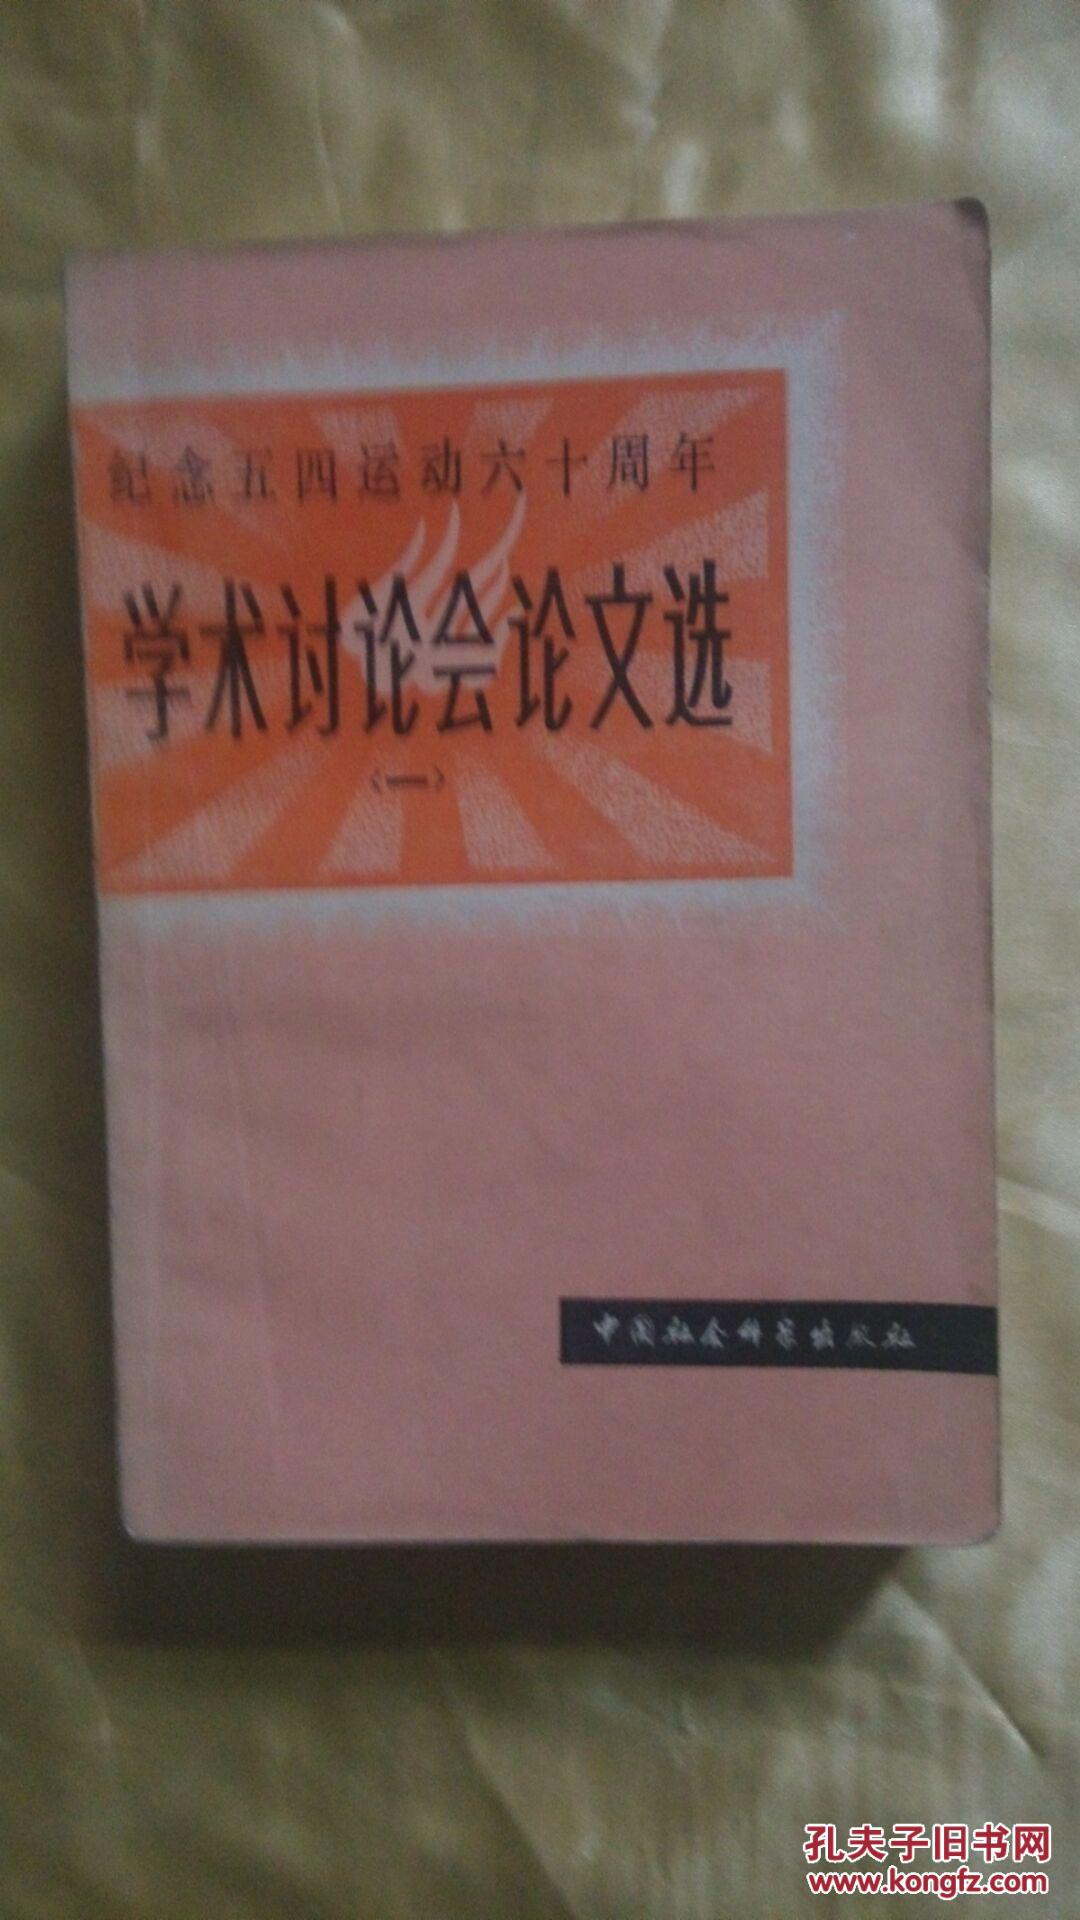 纪念五四运动六十周年
学术讨论会论文选
〈一〉
中国社会科学出版社
孔夫子旧书网
www.kongfz.com